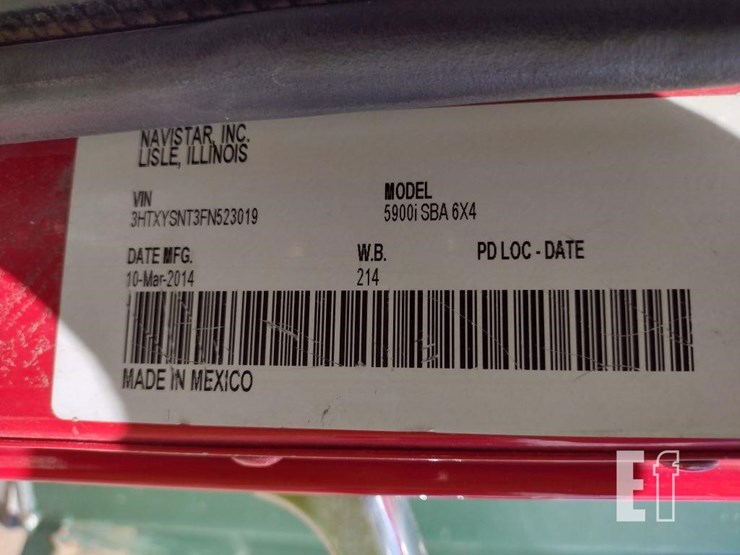 NAVISTAR, INC.
LISLE, ILLINOIS
VIN MODEL
3HTXYSNT3FN523019 5900i SBA 6X4
DATE MFG. W.B. PD LOC - DATE
10-Mar-2014 214
MADE IN MEXICO
Ef